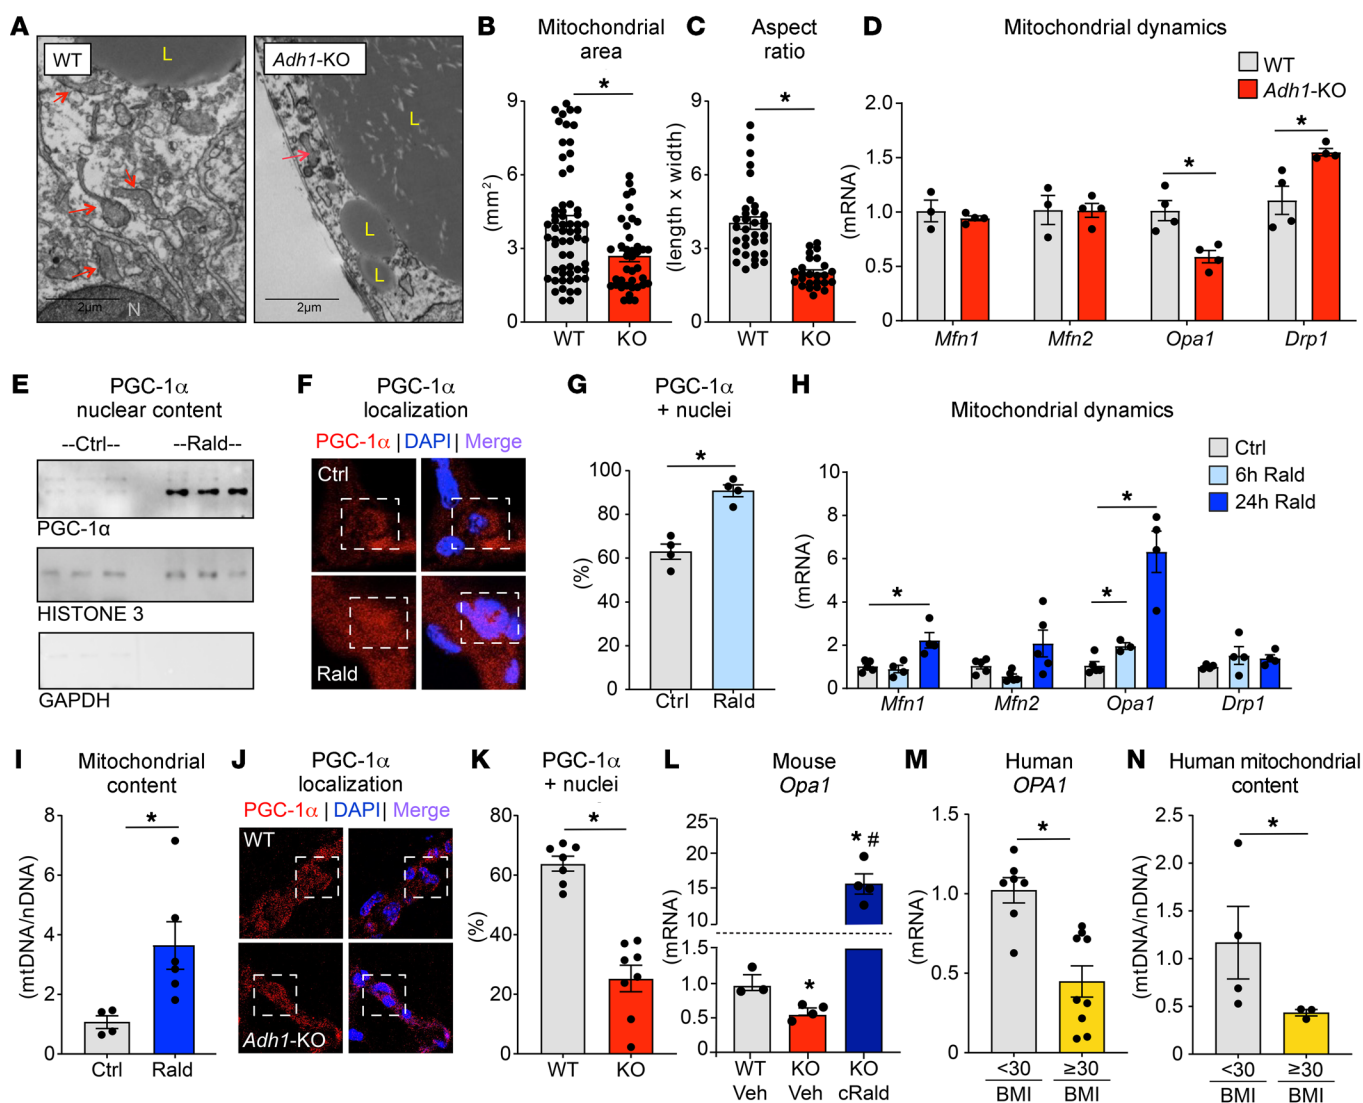 A
WT
L
2µm
N
Adh1-KO
L
L
L
2µm
B
Mitochondrial
area
*
(mm²)
9
6
3
0
WT KO
C
Aspect
ratio
*
(length x width)
9
6
3
0
WT KO
D
Mitochondrial dynamics
WT
Adh1-KO
(mRNA)
2.0
1.5
1.0
0.5
0
*
*
Mfn1 Mfn2 Opa1 Drp1
E
PGC-1α
nuclear content
--Ctrl-- --Rald--
PGC-1α
HISTONE 3
GAPDH
F
PGC-1α
localization
PGC-1α | DAPI | Merge
Ctrl
Rald
G
PGC-1α
+ nuclei
*
(%)
100
80
60
40
20
0
Ctrl Rald
H
Mitochondrial dynamics
Ctrl
6h Rald
24h Rald
(mRNA)
10
8
6
4
2
0
*
*
*
Mfn1 Mfn2 Opa1 Drp1
I
Mitochondrial
content
*
(mtDNA/nDNA)
8
6
4
2
0
Ctrl Rald
J
PGC-1α
localization
PGC-1α | DAPI | Merge
WT
Adh1-KO
K
PGC-1α
+ nuclei
*
(%)
80
60
40
20
0
WT KO
L
Mouse
Opa1
(mRNA)
25
20
15
10
1.5
1.0
0.5
0
*
* #
WT KO KO
Veh Veh cRald
M
Human
OPA1
*
(mRNA)
1.5
1.0
0.5
0
<30 ≥30
BMI BMI
N
Human mitochondrial
content
*
(mtDNA/nDNA)
2.5
2.0
1.5
1.0
0.5
0
<30 ≥30
BMI BMI